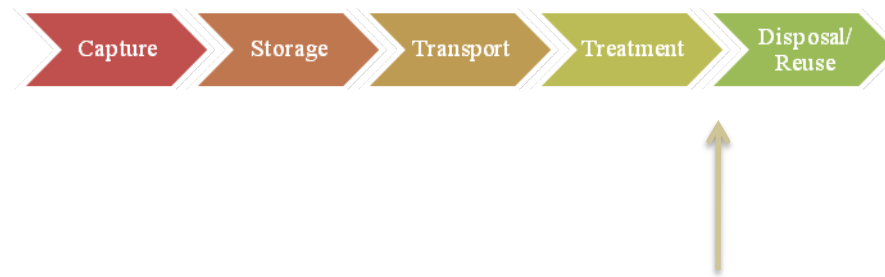 Capture
Storage
Transport
Treatment
Disposal/
Reuse